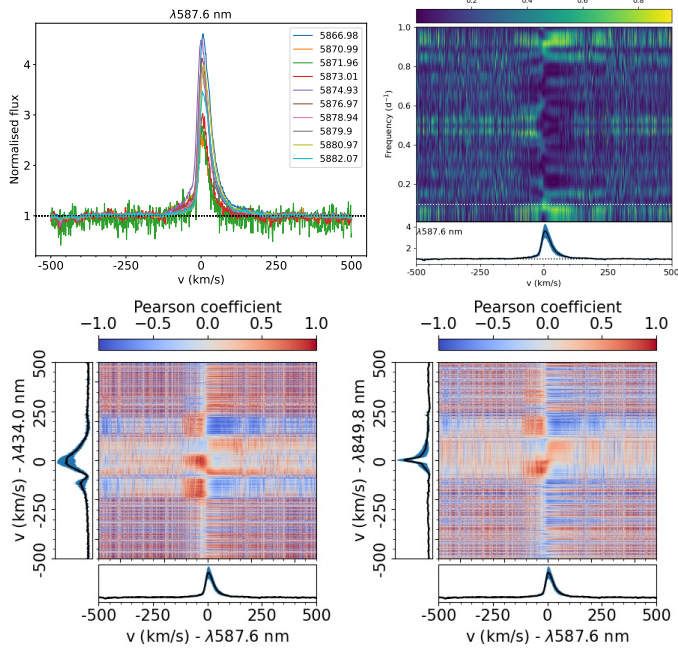 λ587.6 nm
Normalised flux
4
3
2
1
-500 -250 0 250 500
v (km/s)
5866.98
5870.99
5871.96
5873.01
5874.93
5876.97
5878.94
5879.9
5880.97
5882.07
0.2 0.4 0.6 0.8
Frequency (d⁻¹)
1.0
0.8
0.6
0.4
0.2
4
2
λ587.6 nm
-500 -250 0 250 500
v (km/s)
Pearson coefficient
−1.0 −0.5 0.0 0.5 1.0
v (km/s) - λ434.0 nm
500
250
0
-250
-500
-500 -250 0 250 500
v (km/s) - λ587.6 nm
Pearson coefficient
−1.0 −0.5 0.0 0.5 1.0
v (km/s) - λ849.8 nm
500
250
0
-250
-500
-500 -250 0 250 500
v (km/s) - λ587.6 nm